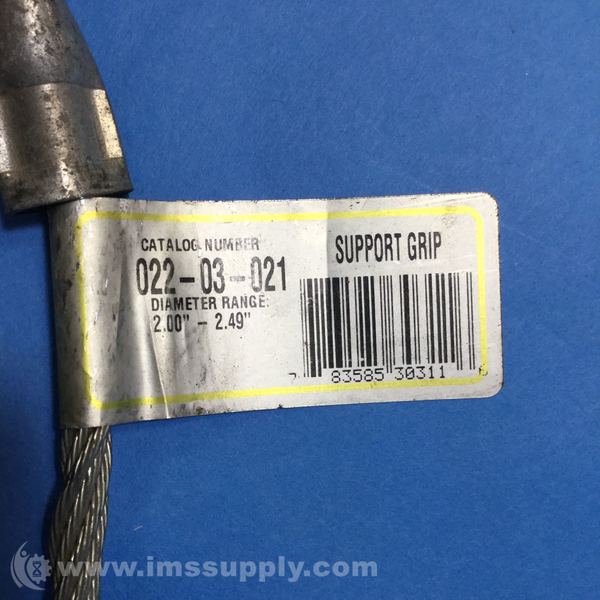 CATALOG NUMBER
022-03-021
DIAMETER RANGE:
2.00" - 2.49"
SUPPORT GRIP
7 83585 30311 6
www.imssupply.com